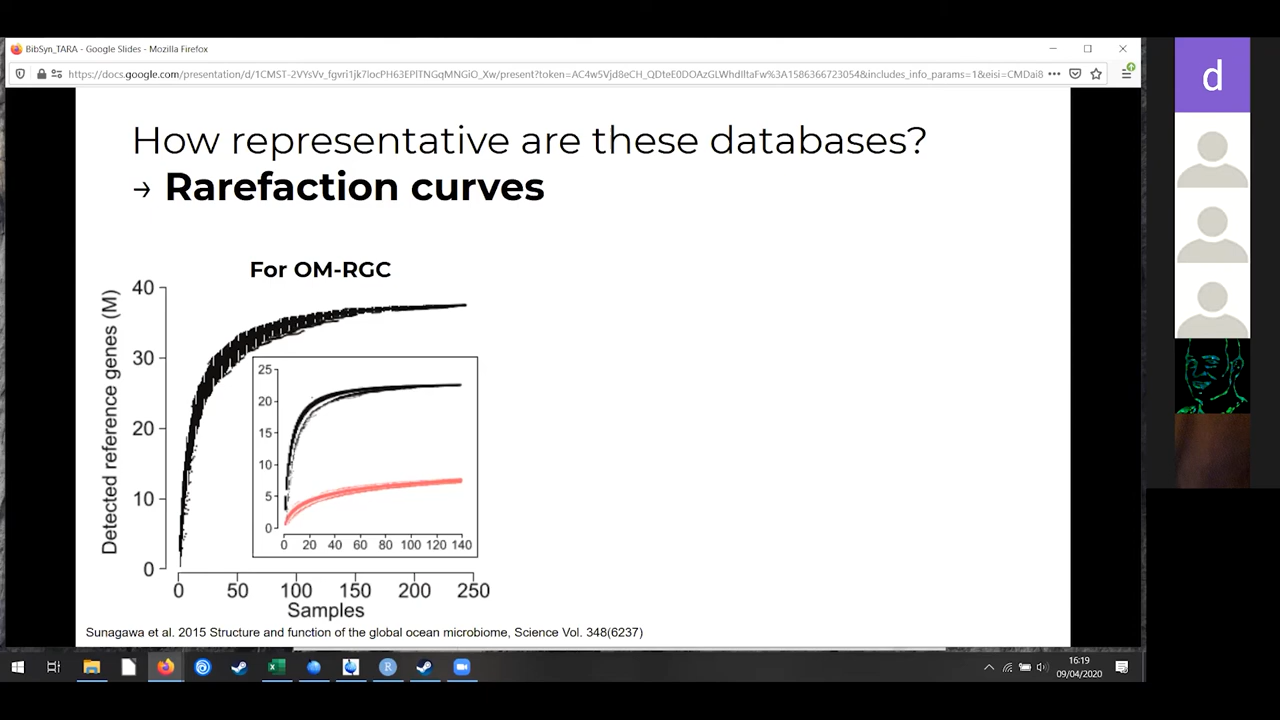 BibSyn_TARA - Google Slides - Mozilla Firefox
d
How representative are these databases?
→ Rarefaction curves
For OM-RGC
Detected reference genes (M)
40
30
20
10
0
25
20
15
10
5
0
0 20 40 60 80 100 120 140
0 50 100 150 200 250
Samples
Sunagawa et al. 2015 Structure and function of the global ocean microbiome, Science Vol. 348(6237)
16:19
09/04/2020